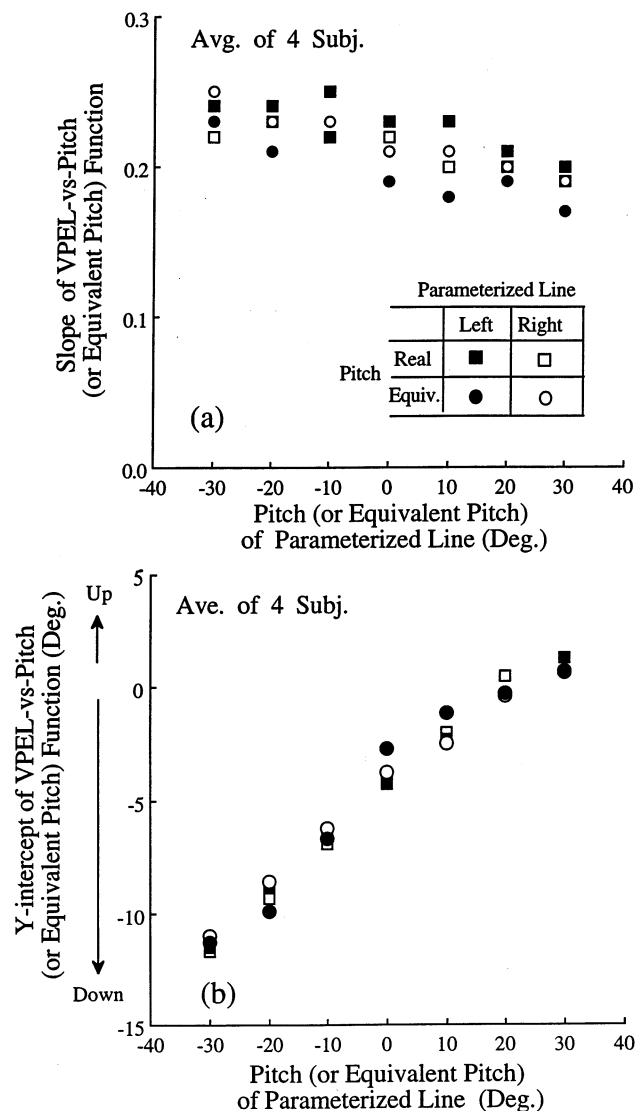 0.3
Avg. of 4 Subj.
0.2
Slope of VPEL-vs-Pitch
(or Equivalent Pitch) Function
0.1
Parameterized Line
Left Right
Pitch
Real
Equiv.
(a)
0.0
-40 -30 -20 -10 0 10 20 30 40
Pitch (or Equivalent Pitch)
of Parameterized Line (Deg.)
5
Up
Ave. of 4 Subj.
0
Y-intercept of VPEL-vs-Pitch
(or Equivalent Pitch) Function (Deg.)
-5
-10
Down
(b)
-15
-40 -30 -20 -10 0 10 20 30 40
Pitch (or Equivalent Pitch)
of Parameterized Line (Deg.)